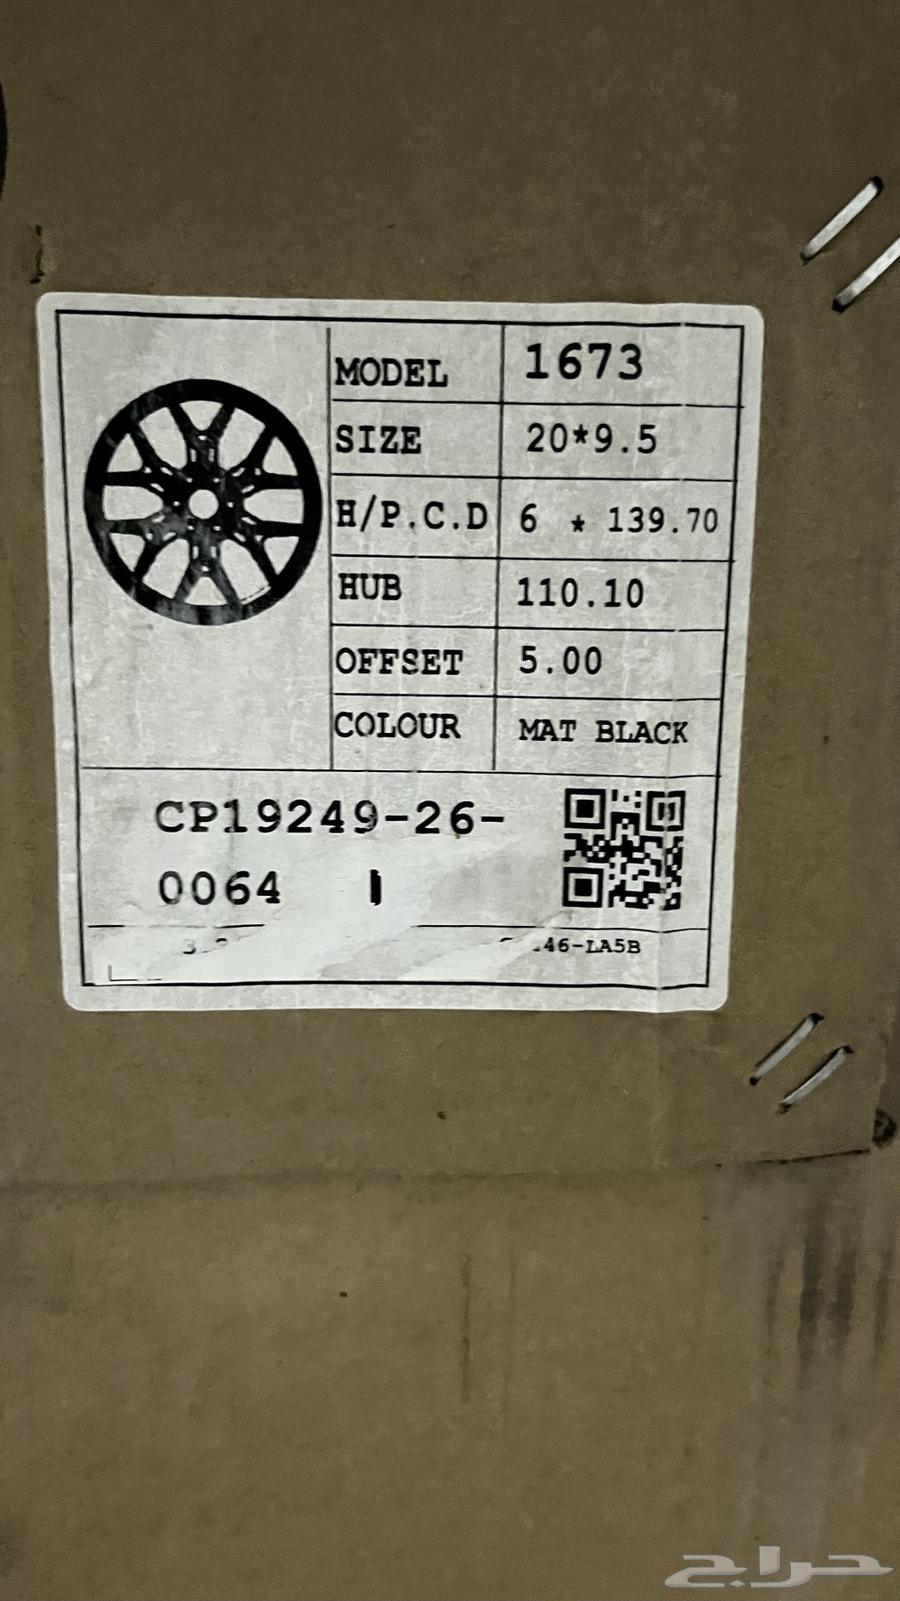 MODEL 1673
SIZE 20*9.5
H/P.C.D 6 * 139.70
HUB 110.10
OFFSET 5.00
COLOUR MAT BLACK
CP19249-26-
0064
46-LA5B
حراج